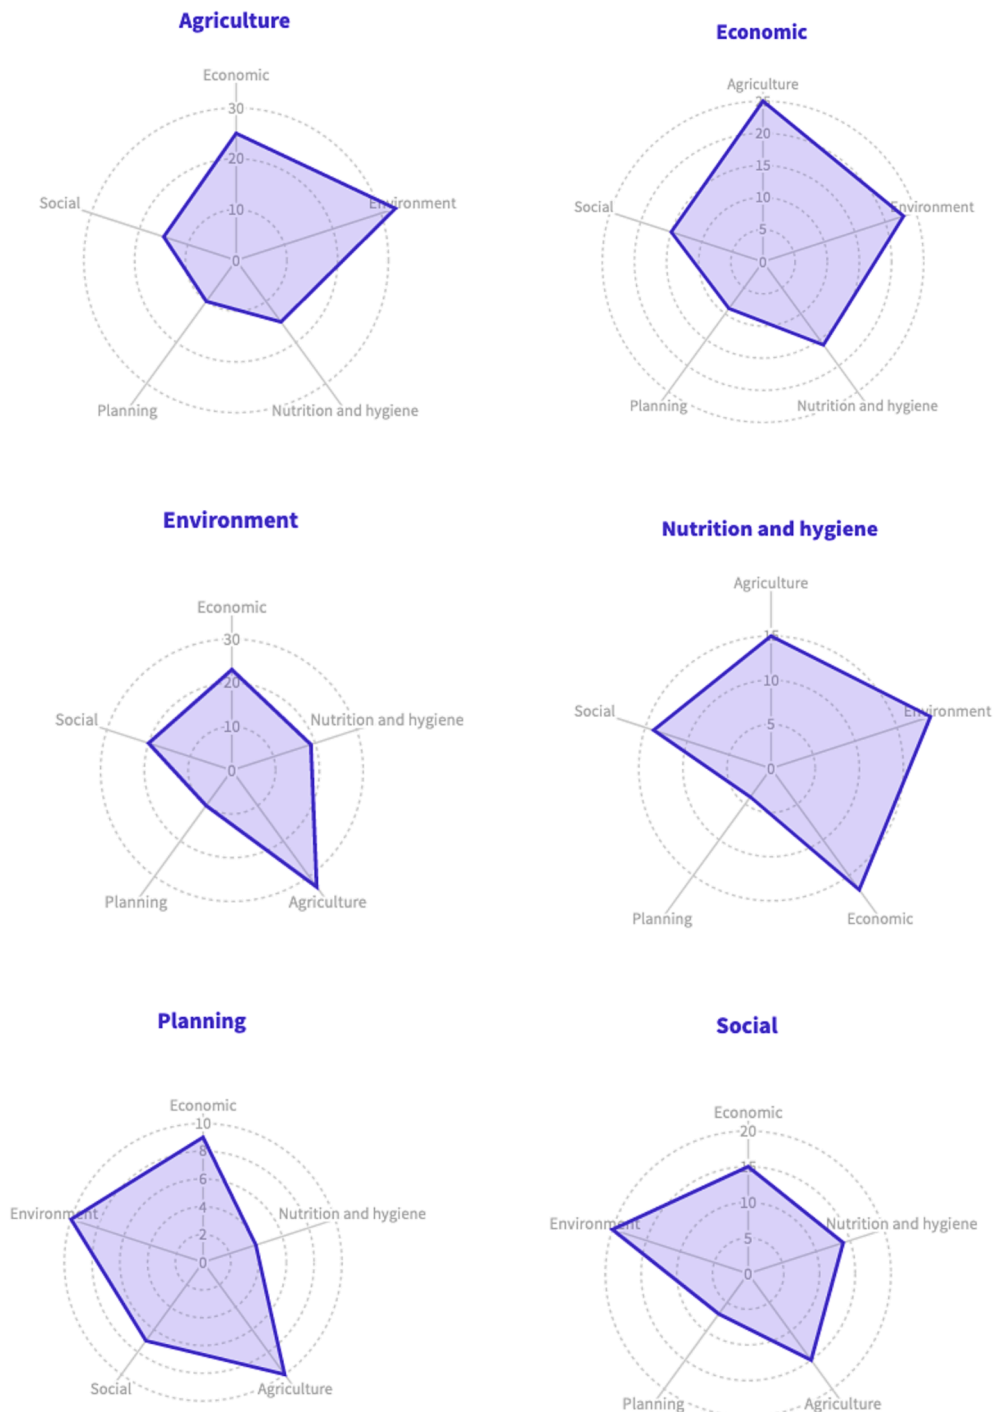 Agriculture
Economic
30
20
10
0
Social
Environment
Planning
Nutrition and hygiene
Economic
Agriculture
25
20
15
10
5
0
Social
Environment
Planning
Nutrition and hygiene
Environment
Economic
30
20
10
0
Social
Nutrition and hygiene
Planning
Agriculture
Nutrition and hygiene
Agriculture
15
10
5
0
Social
Environment
Planning
Economic
Planning
Economic
10
8
6
4
2
0
Environment
Nutrition and hygiene
Social
Agriculture
Social
Economic
20
15
10
5
0
Environment
Nutrition and hygiene
Planning
Agriculture